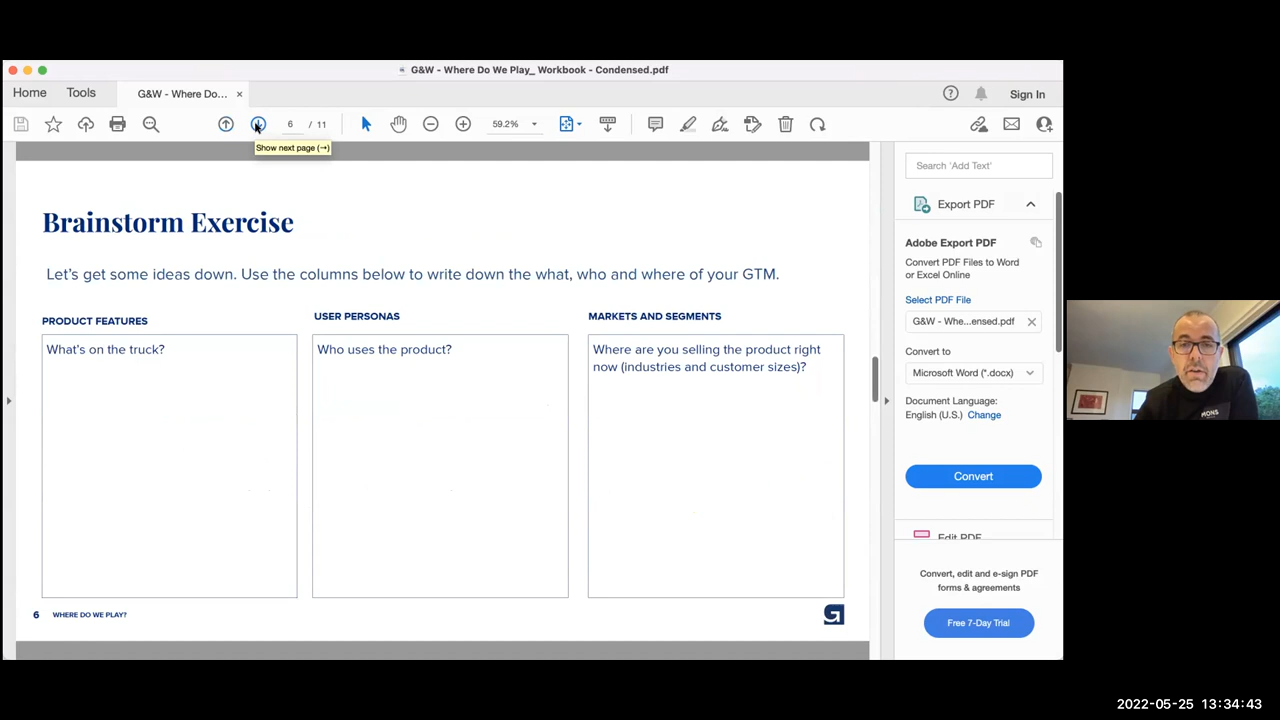 G&W - Where Do We Play_ Workbook - Condensed.pdf
Home
Tools
G&W - Where Do...
Sign In
6 / 11
59.2%
Show next page (→)
Search 'Add Text'
Export PDF
Adobe Export PDF
Convert PDF Files to Word
or Excel Online
Select PDF File
G&W - Whe...ensed.pdf
Convert to
Microsoft Word (*.docx)
Document Language:
English (U.S.) Change
Convert
Edit PDF
Convert, edit and e-sign PDF
forms & agreements
Free 7-Day Trial
Brainstorm Exercise
Let's get some ideas down. Use the columns below to write down the what, who and where of your GTM.
PRODUCT FEATURES
What's on the truck?
USER PERSONAS
Who uses the product?
MARKETS AND SEGMENTS
Where are you selling the product right
now (industries and customer sizes)?
6 WHERE DO WE PLAY?
G
MONS
2022-05-25 13:34:43